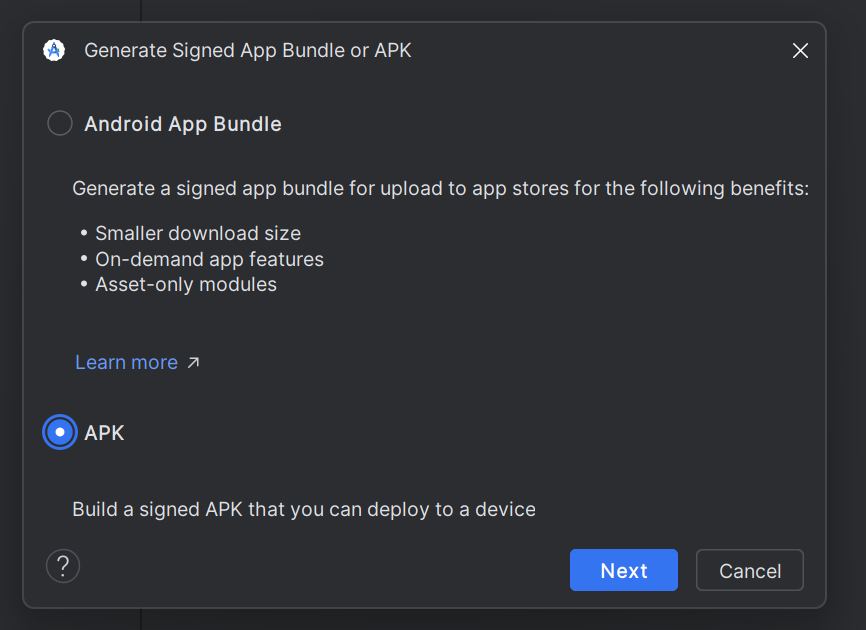 Generate Signed App Bundle or APK
Android App Bundle
Generate a signed app bundle for upload to app stores for the following benefits:
• Smaller download size
• On-demand app features
• Asset-only modules
Learn more ↗
APK
Build a signed APK that you can deploy to a device
?
Next
Cancel